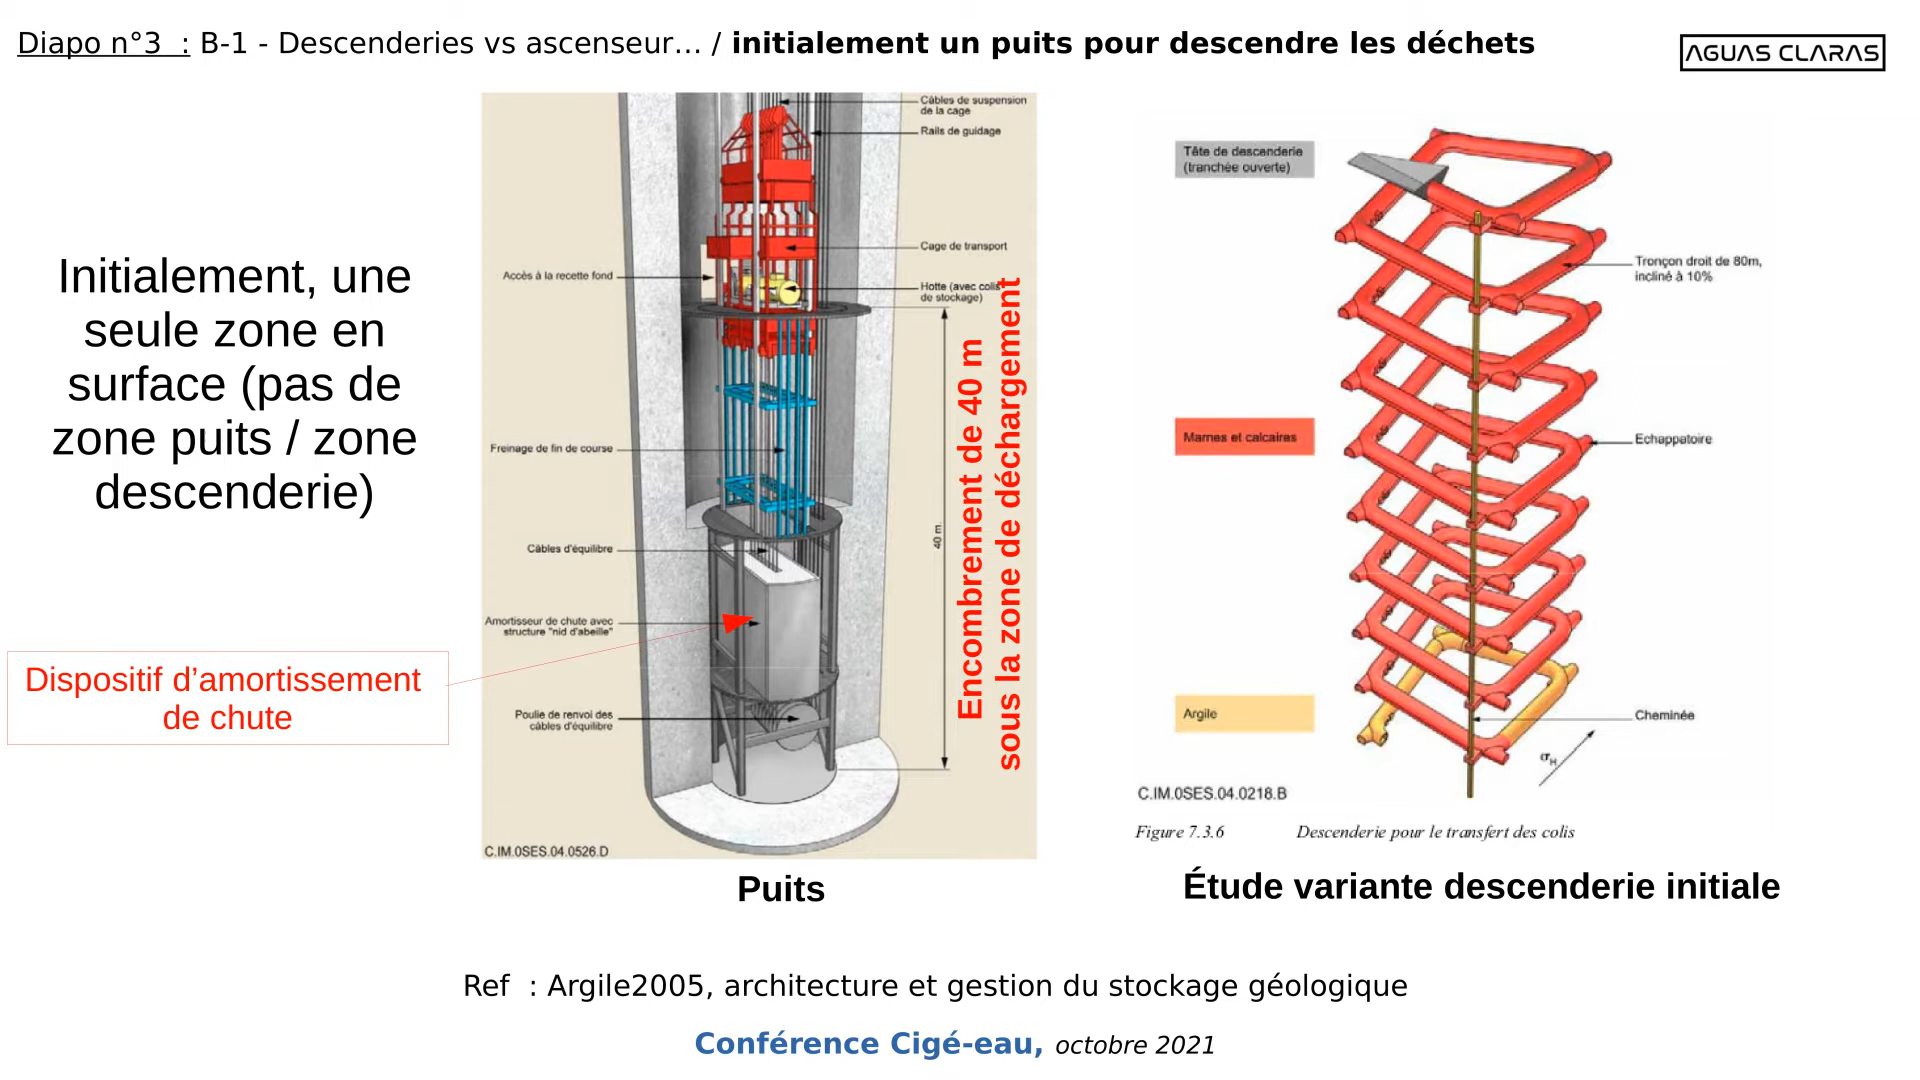 Diapo n°3  : B-1 - Descenderies vs ascenseur... / initialement un puits pour descendre les déchets
AGUAS CLARAS
Initialement, une
seule zone en
surface (pas de
zone puits / zone
descenderie)
Dispositif d’amortissement
de chute
Câbles de suspension
de la cage
Rails de guidage
Cage de transport
Accès à la recette fond
Hotte (avec colis
de stockage)
Freinage de fin de course
Câbles d'équilibre
40 m
Amortisseur de chute avec
structure "nid d'abeille"
Poulie de renvoi des
câbles d'équilibre
C.IM.0SES.04.0526.D
Encombrement de 40 m
sous la zone de déchargement
Puits
Tête de descenderie
(tranchée ouverte)
Tronçon droit de 80m,
incliné à 10%
Marnes et calcaires
Echappatoire
Argile
Cheminée
σH
C.IM.0SES.04.0218.B
Figure 7.3.6 Descenderie pour le transfert des colis
Étude variante descenderie initiale
Ref  : Argile2005, architecture et gestion du stockage géologique
Conférence Cigé-eau, octobre 2021